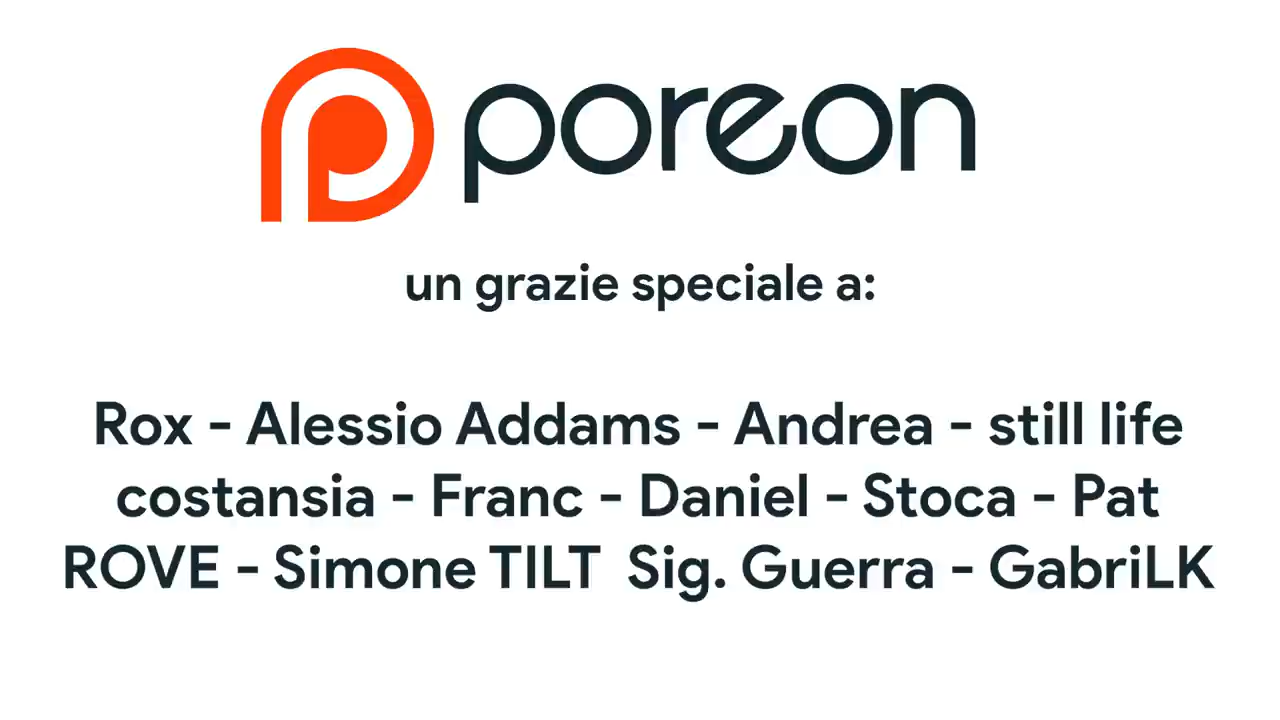 poreon
un grazie speciale a:
Rox - Alessio Addams - Andrea - still life
costansia - Franc - Daniel - Stoca - Pat
ROVE - Simone TILT  Sig. Guerra - GabriLK